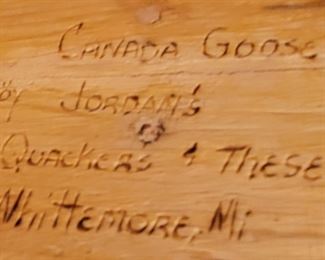 CANADA GOOSE
By JORDAN'S
QUACKERS & THESE
Whittemore, Mi